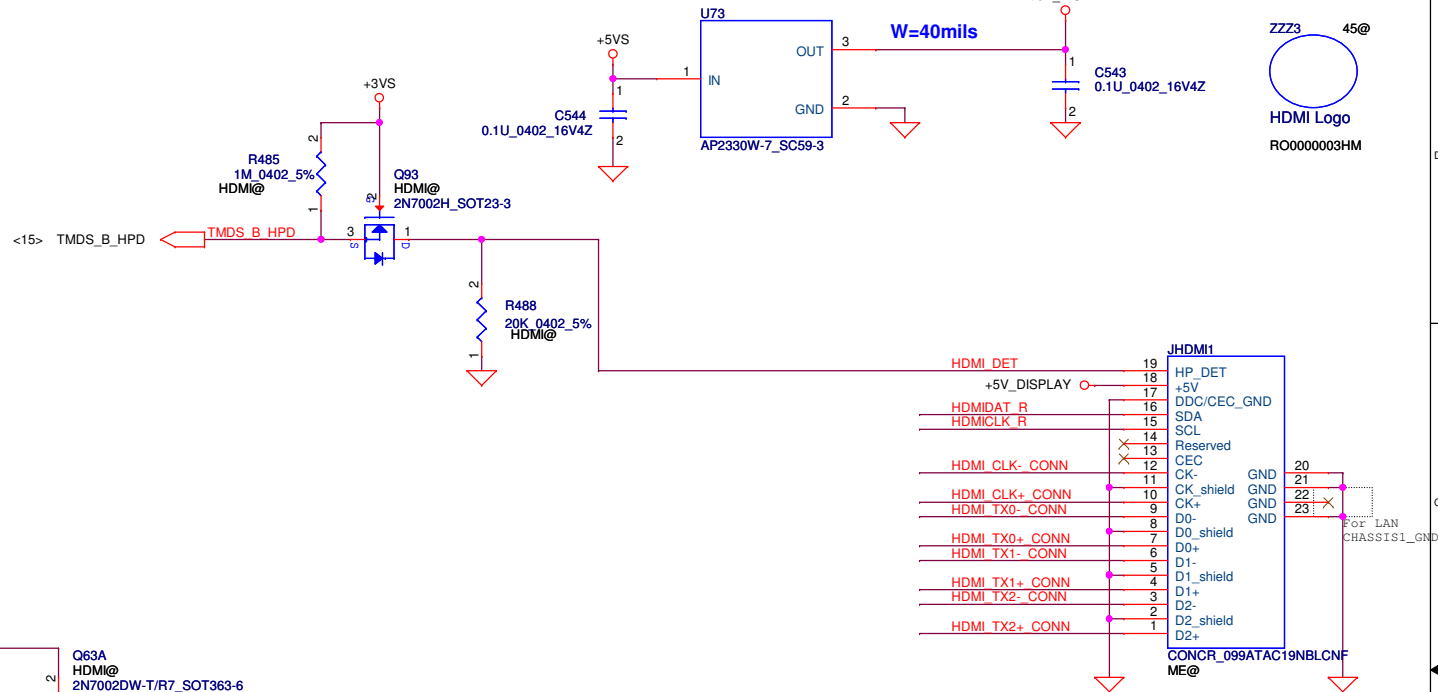 U73
W=40mils
ZZZ3 45@
+5VS
OUT 3
1 IN
+3VS
1
C543
0.1U_0402_16V4Z
2
C544
0.1U_0402_16V4Z
1
2
GND 2
HDMI Logo
AP2330W-7_SC59-3
RO0000003HM
2
R485
1M_0402_5%
HDMI@
1
Q93
HDMI@
2N7002H_SOT23-3
2
<15> TMDS_B_HPD
TMDS_B_HPD
3
S
1
D
2
R488
20K_0402_5%
HDMI@
1
JHDMI1
HDMI_DET 19 HP_DET
+5V_DISPLAY 18 +5V
17 DDC/CEC_GND
HDMIDAT_R 16 SDA
HDMICLK_R 15 SCL
14 Reserved
13 CEC
HDMI_CLK-_CONN 12 CK- GND 20
11 CK_shield GND 21
HDMI_CLK+_CONN 10 CK+ GND 22
HDMI_TX0-_CONN 9 D0- GND 23
8 D0_shield
For LAN
CHASSIS1_GND
HDMI_TX0+_CONN 7 D0+
HDMI_TX1-_CONN 6 D1-
5 D1_shield
HDMI_TX1+_CONN 4 D1+
HDMI_TX2-_CONN 3 D2-
2 D2_shield
HDMI_TX2+_CONN 1 D2+
CONCR_099ATAC19NBLCNF
ME@
Q63A
HDMI@
2N7002DW-T/R7_SOT363-6
2